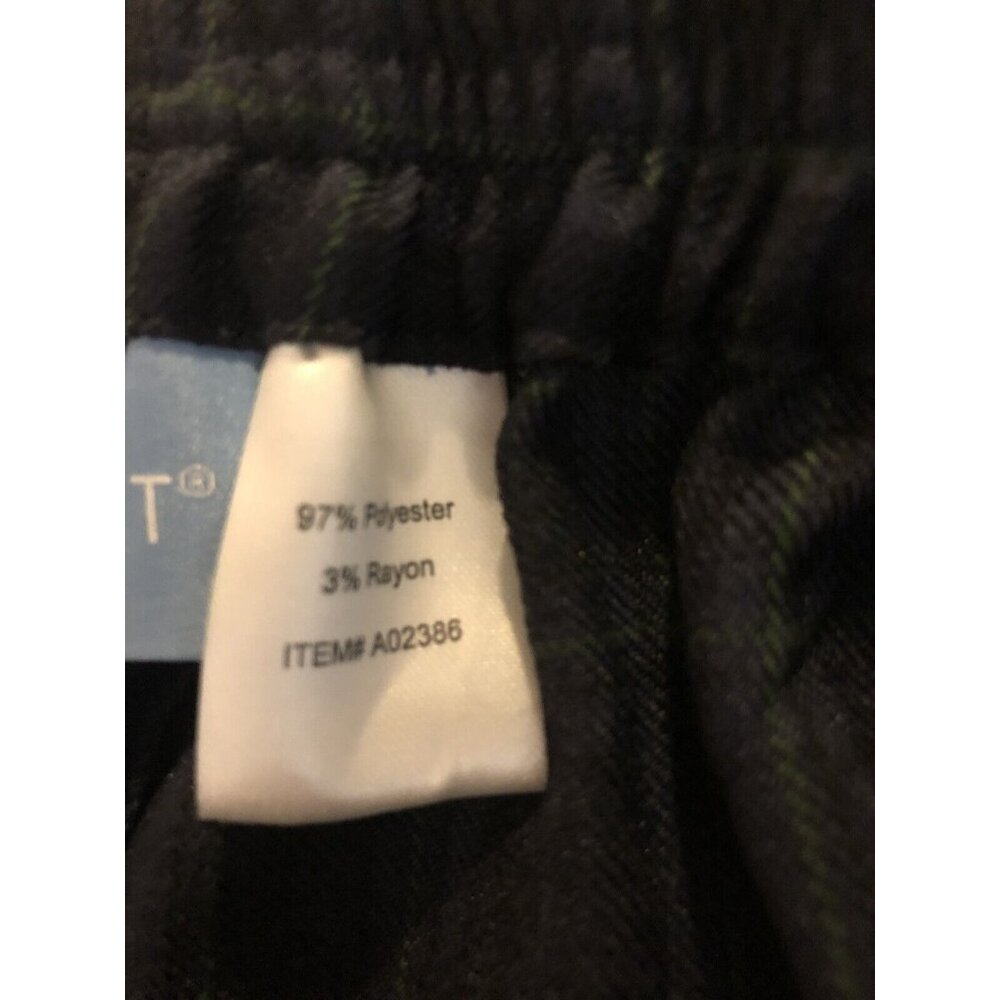 T®
97% Polyester
3% Rayon
ITEM# A02386